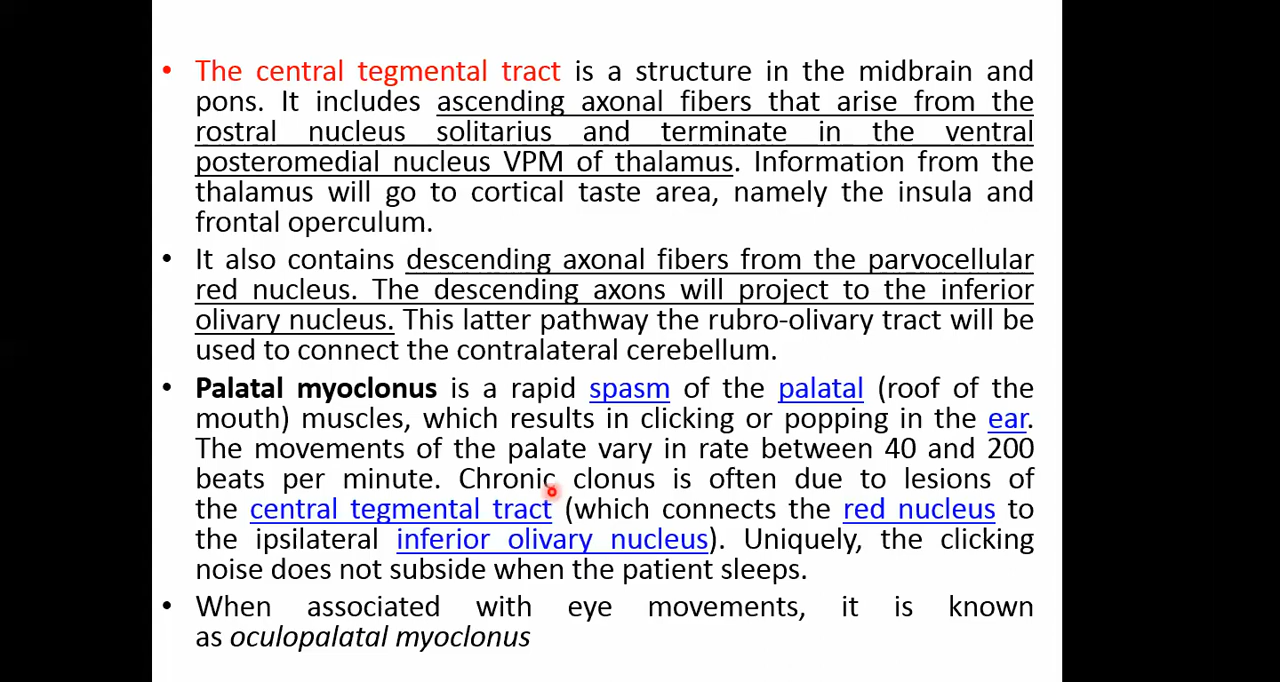 • The central tegmental tract is a structure in the midbrain and
pons. It includes ascending axonal fibers that arise from the
rostral nucleus solitarius and terminate in the ventral
posteromedial nucleus VPM of thalamus. Information from the
thalamus will go to cortical taste area, namely the insula and
frontal operculum.
• It also contains descending axonal fibers from the parvocellular
red nucleus. The descending axons will project to the inferior
olivary nucleus. This latter pathway the rubro-olivary tract will be
used to connect the contralateral cerebellum.
• Palatal myoclonus is a rapid spasm of the palatal (roof of the
mouth) muscles, which results in clicking or popping in the ear.
The movements of the palate vary in rate between 40 and 200
beats per minute. Chronic clonus is often due to lesions of
the central tegmental tract (which connects the red nucleus to
the ipsilateral inferior olivary nucleus). Uniquely, the clicking
noise does not subside when the patient sleeps.
• When associated with eye movements, it is known
as oculopalatal myoclonus